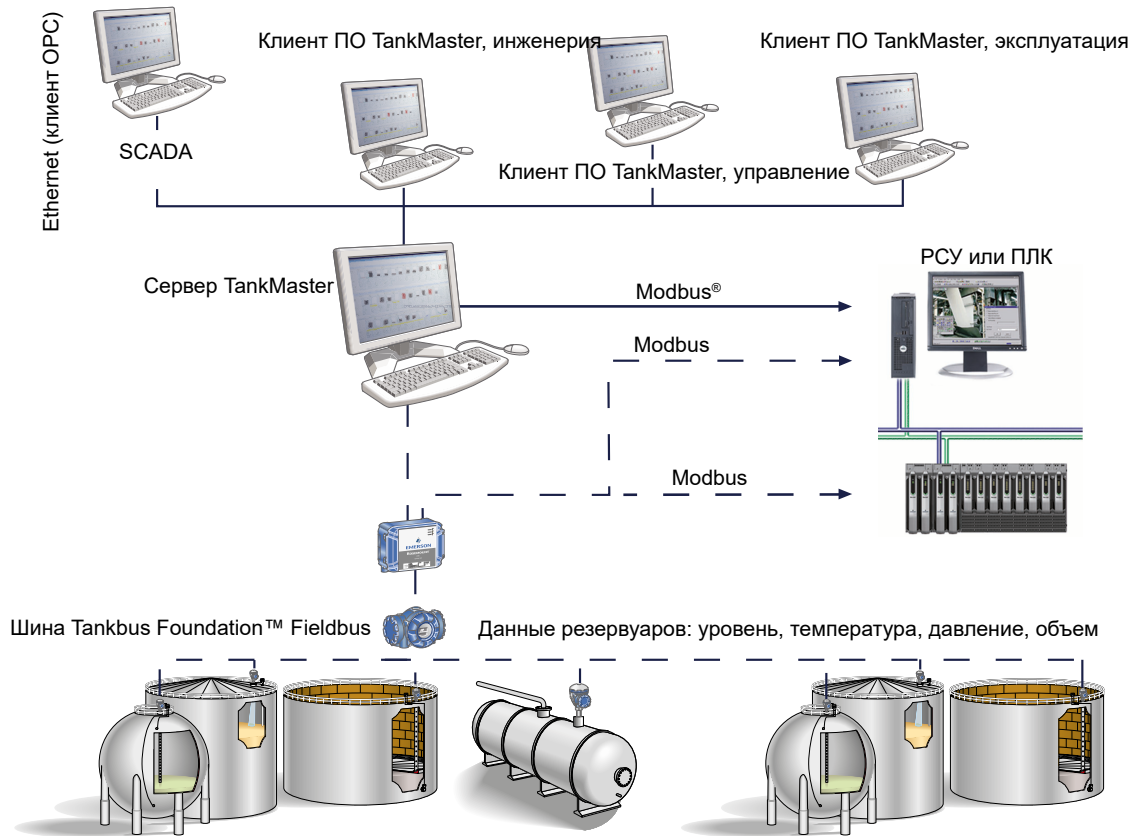 Ethernet (клиент OPC)
Клиент ПО TankMaster, инженерия
Клиент ПО TankMaster, эксплуатация
SCADA
Клиент ПО TankMaster, управление
Сервер TankMaster
РСУ или ПЛК
Modbus®
Modbus
Modbus
EMERSON
Шина Tankbus Foundation™ Fieldbus
Данные резервуаров: уровень, температура, давление, объем